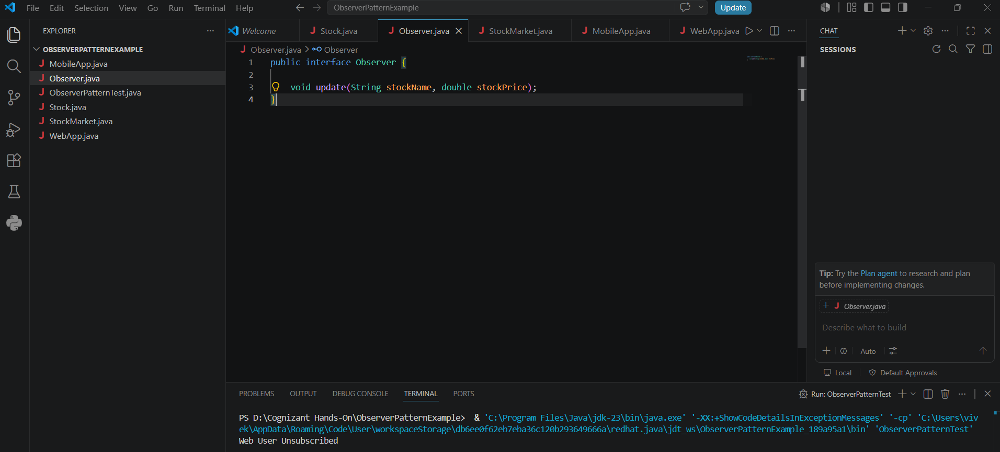 File Edit Selection View Go Run Terminal Help
ObserverPatternExample
Update
EXPLORER
OBSERVERPATTERNEXAMPLE
MobileApp.java
Observer.java
ObserverPatternTest.java
Stock.java
StockMarket.java
WebApp.java
Welcome
Stock.java
Observer.java
StockMarket.java
MobileApp.java
WebApp.java
Observer.java > Observer
1 public interface Observer {
2
3 void update(String stockName, double stockPrice);
4 }
CHAT
SESSIONS
Tip: Try the Plan agent to research and plan
before implementing changes.
Observer.java
Describe what to build
Auto
Local
Default Approvals
PROBLEMS OUTPUT DEBUG CONSOLE TERMINAL PORTS
Run: ObserverPatternTest
PS D:\Cognizant Hands-On\ObserverPatternExample> & 'C:\Program Files\Java\jdk-23\bin\java.exe' '-XX:+ShowCodeDetailsInExceptionMessages' '-cp' 'C:\Users\viv
ek\AppData\Roaming\Code\User\workspaceStorage\db6ee0f62eb7eba36c120b293649666a\redhat.java\jdt_ws\ObserverPatternExample_189a95a1\bin' 'ObserverPatternTest'
Web User Unsubscribed